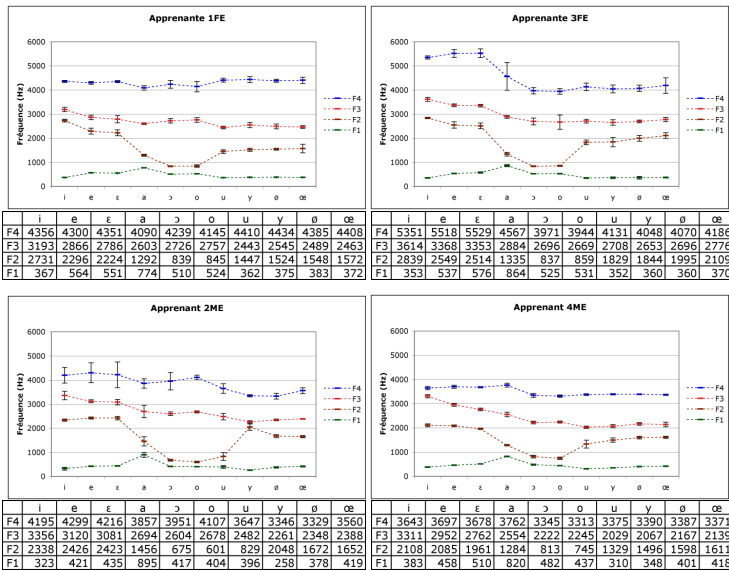 Apprenante 1FE
Fréquence (Hz)
6000
5000
4000
3000
2000
1000
0
i e ε a ɔ o u y ø œ
F4
F3
F2
F1
i e ε a ɔ o u y ø œ
F4 4356 4300 4351 4090 4239 4145 4410 4434 4385 4408
F3 3193 2866 2786 2603 2726 2757 2443 2545 2489 2463
F2 2731 2296 2224 1292 839 845 1447 1524 1548 1572
F1 367 564 551 774 510 524 362 375 383 372
Apprenante 3FE
Fréquence (Hz)
6000
5000
4000
3000
2000
1000
0
i e ε a ɔ o u y ø œ
F4
F3
F2
F1
i e ε a ɔ o u y ø œ
F4 5351 5518 5529 4567 3971 3944 4131 4048 4070 4186
F3 3614 3368 3353 2884 2696 2669 2708 2653 2696 2776
F2 2839 2549 2514 1335 837 859 1829 1844 1995 2109
F1 353 537 576 864 525 531 352 360 360 370
Apprenant 2ME
Fréquence (Hz)
6000
5000
4000
3000
2000
1000
0
i e ε a ɔ o u y ø œ
F4
F3
F2
F1
i e ε a ɔ o u y ø œ
F4 4195 4299 4216 3857 3951 4107 3647 3346 3329 3560
F3 3356 3120 3081 2694 2604 2678 2482 2261 2348 2388
F2 2338 2426 2423 1456 675 601 829 2048 1672 1652
F1 323 421 435 895 417 404 396 258 378 419
Apprenant 4ME
Fréquence (Hz)
6000
5000
4000
3000
2000
1000
0
i e ε a ɔ o u y ø œ
F4
F3
F2
F1
i e ε a ɔ o u y ø œ
F4 3643 3697 3678 3762 3345 3313 3375 3390 3387 3371
F3 3311 2952 2762 2554 2222 2245 2029 2067 2167 2139
F2 2108 2085 1961 1284 813 745 1329 1496 1598 1611
F1 383 458 510 820 482 437 310 348 401 418